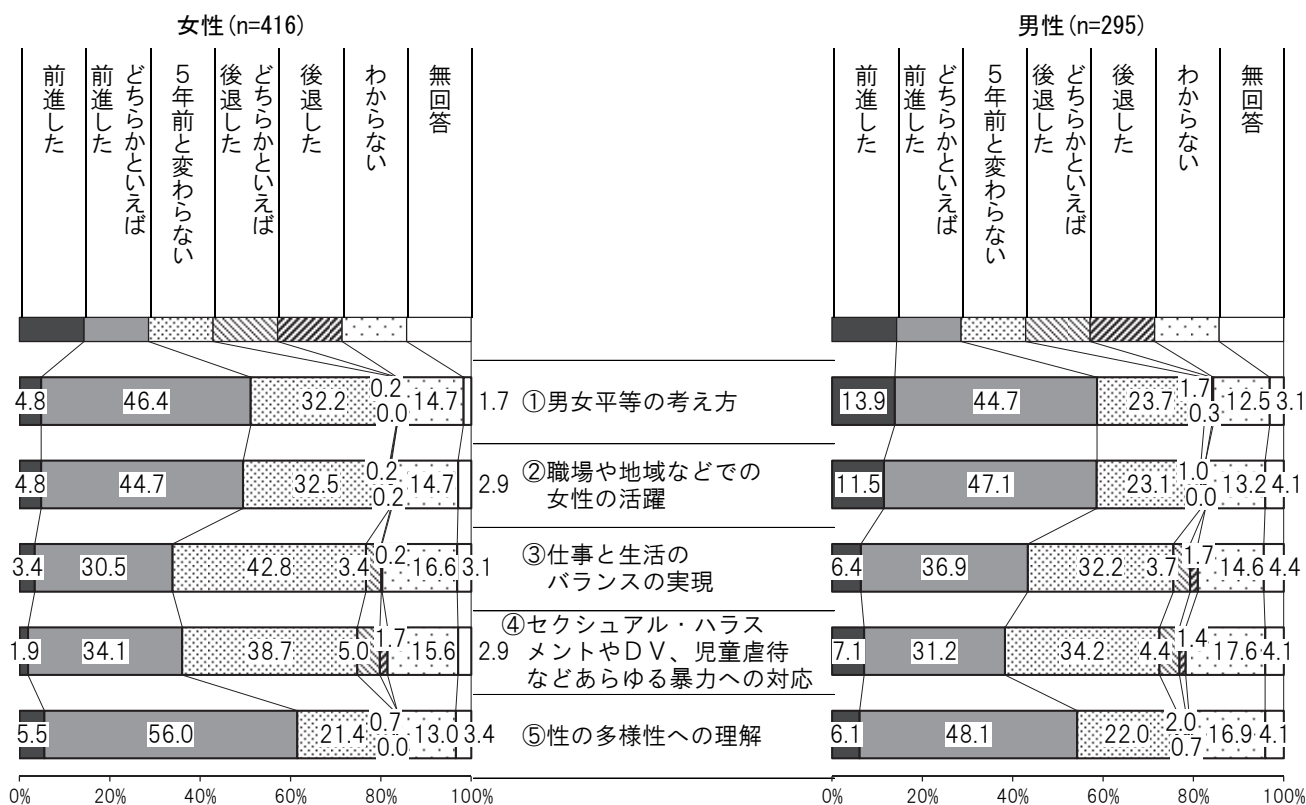 女性(n=416)
男性(n=295)
前進した
どちらかといえば
前進した
5年前と変わらない
どちらかといえば
後退した
後退した
わからない
無回答
前進した
どちらかといえば
前進した
5年前と変わらない
どちらかといえば
後退した
後退した
わからない
無回答
4.8 46.4 32.2 0.2 0.0 14.7 1.7 ①男女平等の考え方 13.9 44.7 23.7 1.7 0.3 12.5 3.1
4.8 44.7 32.5 0.2 0.2 14.7 2.9 ②職場や地域などでの
女性の活躍 11.5 47.1 23.1 1.0 0.0 13.2 4.1
3.4 30.5 42.8 3.4 0.2 16.6 3.1 ③仕事と生活の
バランスの実現 6.4 36.9 32.2 3.7 1.7 14.6 4.4
1.9 34.1 38.7 5.0 1.7 15.6 2.9 ④セクシュアル・ハラス
メントやDV、児童虐待
などあらゆる暴力への対応 7.1 31.2 34.2 4.4 1.4 17.6 4.1
5.5 56.0 21.4 0.7 0.0 13.0 3.4 ⑤性の多様性への理解 6.1 48.1 22.0 2.0 0.7 16.9 4.1
0% 20% 40% 60% 80% 100% 0% 20% 40% 60% 80% 100%